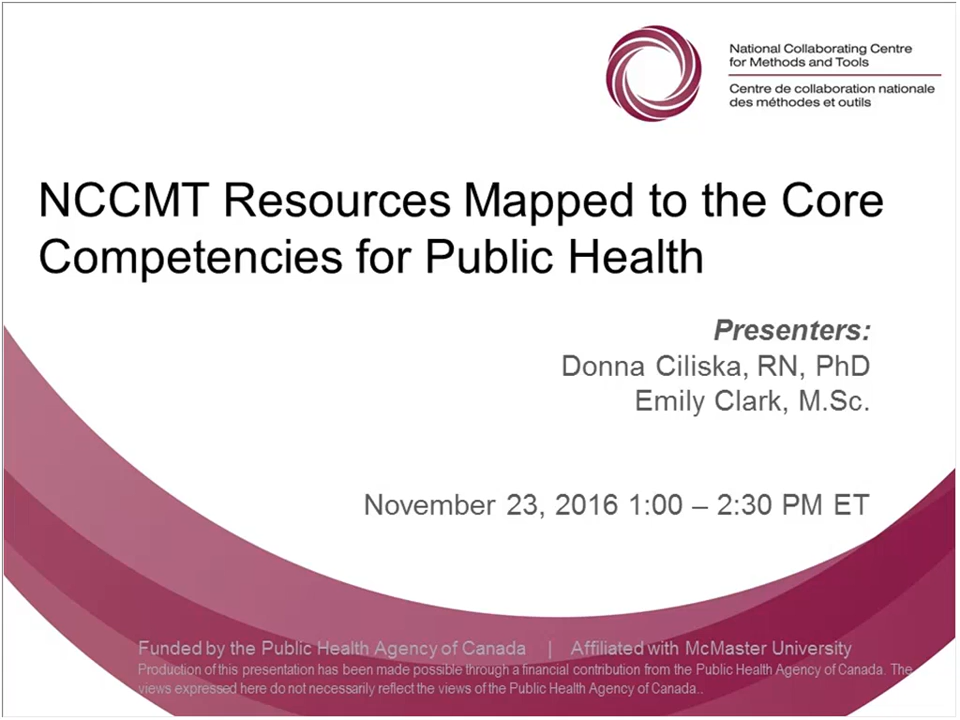 National Collaborating Centre
for Methods and Tools
Centre de collaboration nationale
des méthodes et outils
NCCMT Resources Mapped to the Core
Competencies for Public Health
Presenters:
Donna Ciliska, RN, PhD
Emily Clark, M.Sc.
November 23, 2016 1:00 – 2:30 PM ET
Funded by the Public Health Agency of Canada | Affiliated with McMaster University
Production of this presentation has been made possible through a financial contribution from the Public Health Agency of Canada. The
views expressed here do not necessarily reflect the views of the Public Health Agency of Canada..